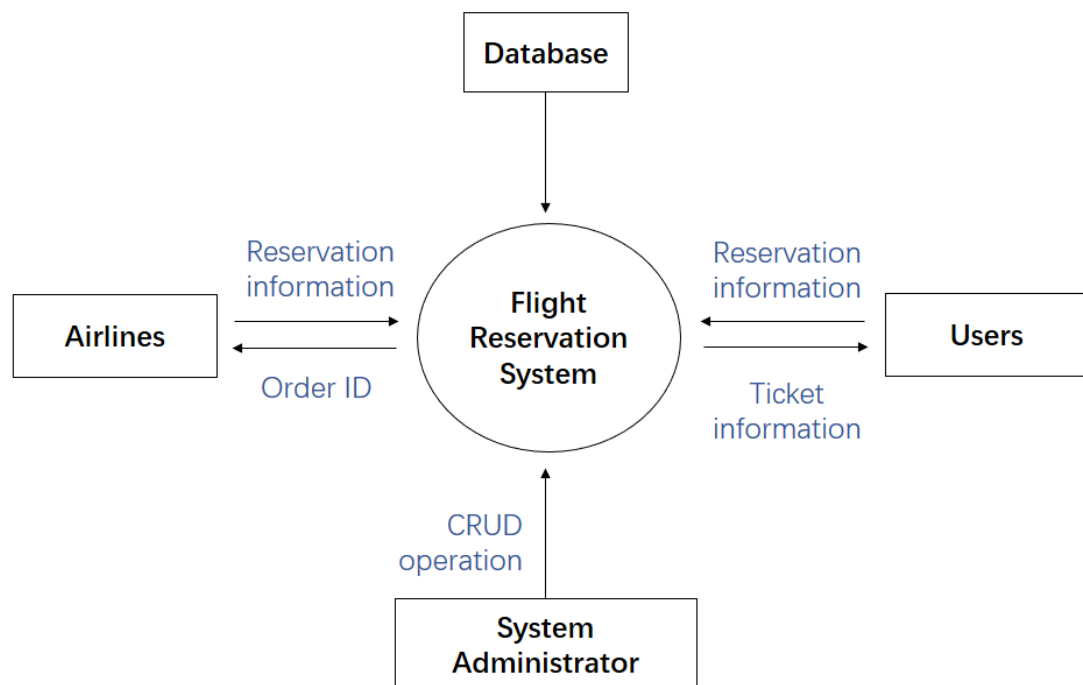 Database
Reservation
information
Reservation
information
Airlines
Flight
Reservation
System
Users
Order ID
Ticket
information
CRUD
operation
System
Administrator